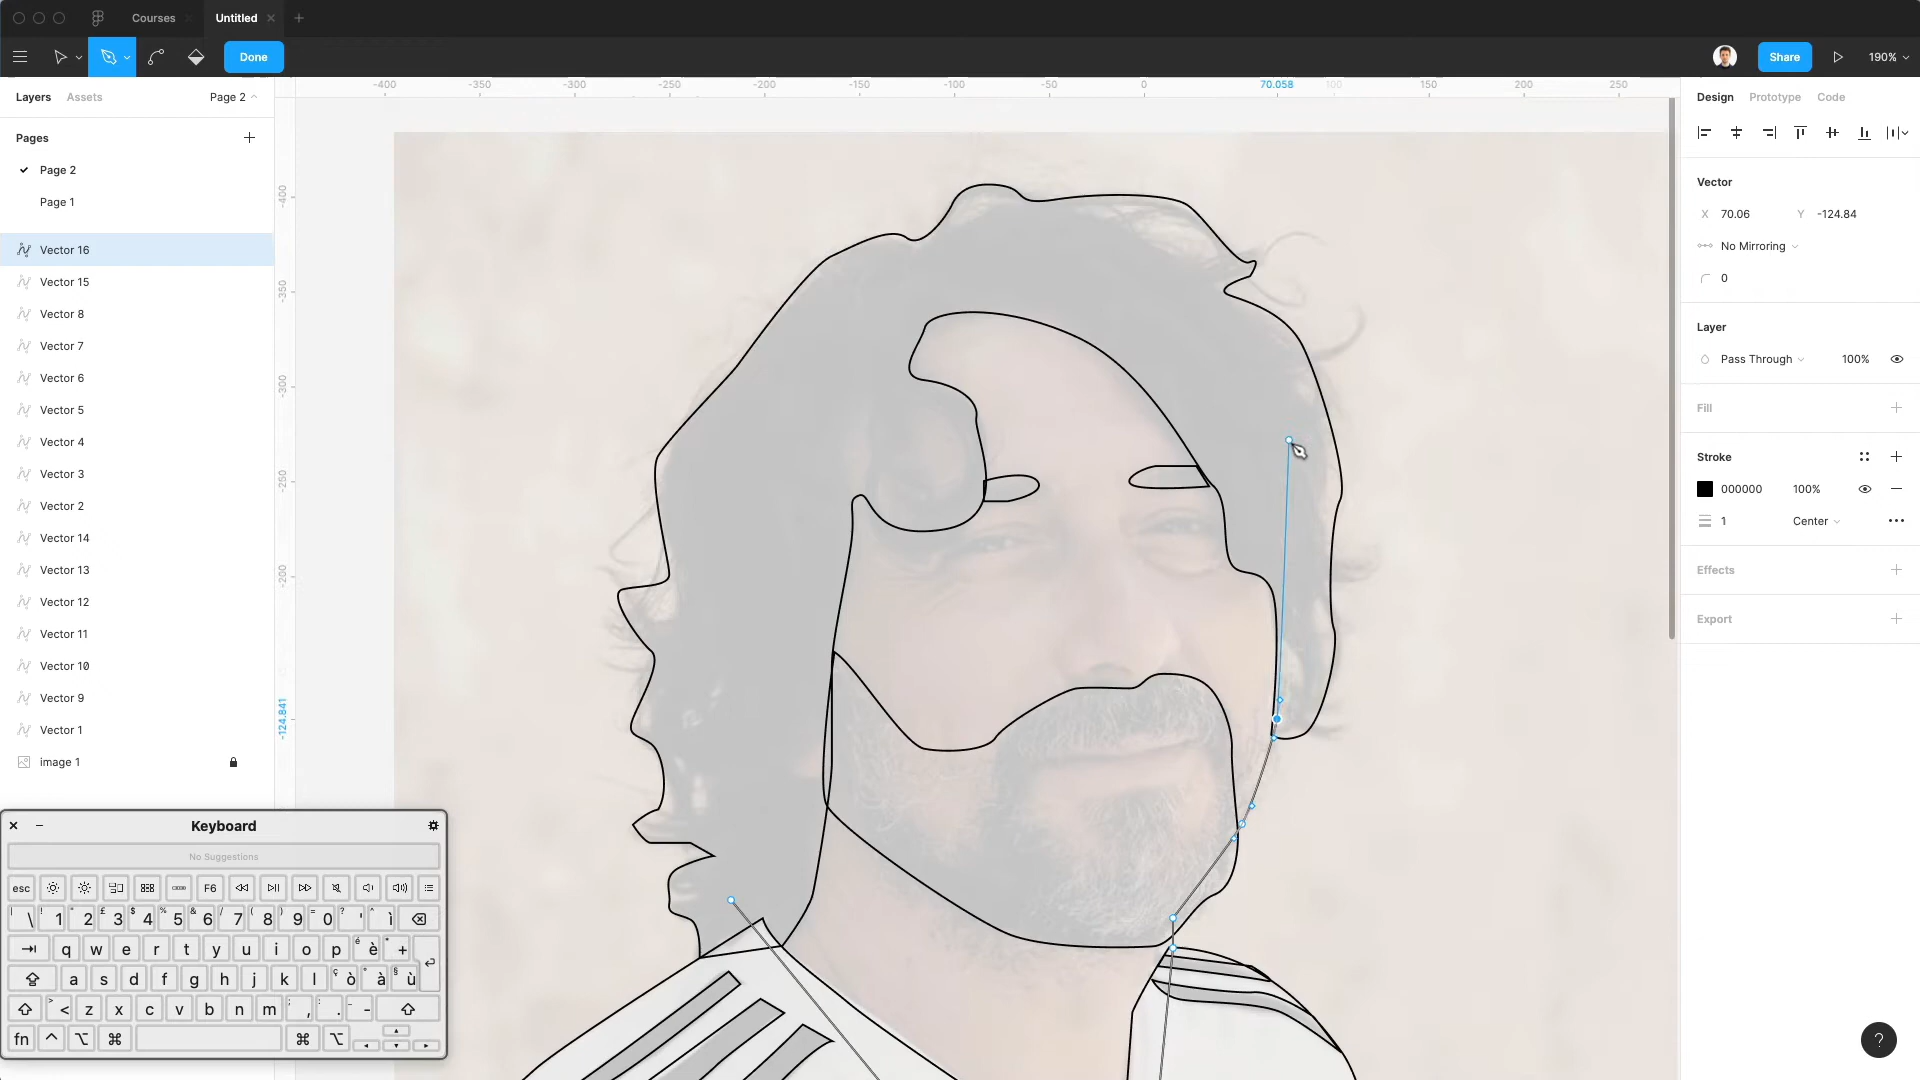 Courses
Untitled
Done
Share
190%
Layers
Assets
Page 2
-400
-350
-300
-250
-200
-150
-100
-50
0
70.058
100
150
200
250
Design
Prototype
Code
Pages
Page 2
Page 1
Vector 16
Vector 15
Vector 8
Vector 7
Vector 6
Vector 5
Vector 4
Vector 3
Vector 2
Vector 14
Vector 13
Vector 12
Vector 11
Vector 10
Vector 9
Vector 1
image 1
-400
-350
-300
-250
-200
-124.841
Vector
X 70.06 Y -124.84
No Mirroring
0
Layer
Pass Through 100%
Fill
Stroke
000000 100%
1 Center
Effects
Export
?
Keyboard
No Suggestions
esc F6
| \ ! 1 " 2 £ 3 $ 4 % 5 & 6 / 7 ( 8 ) 9 = 0 ? ' ^ ì
q w e r t y u i o p é è * +
a s d f g h j k l ç ò ° à § ù
> < z x c v b n m ; , : . _ -
fn